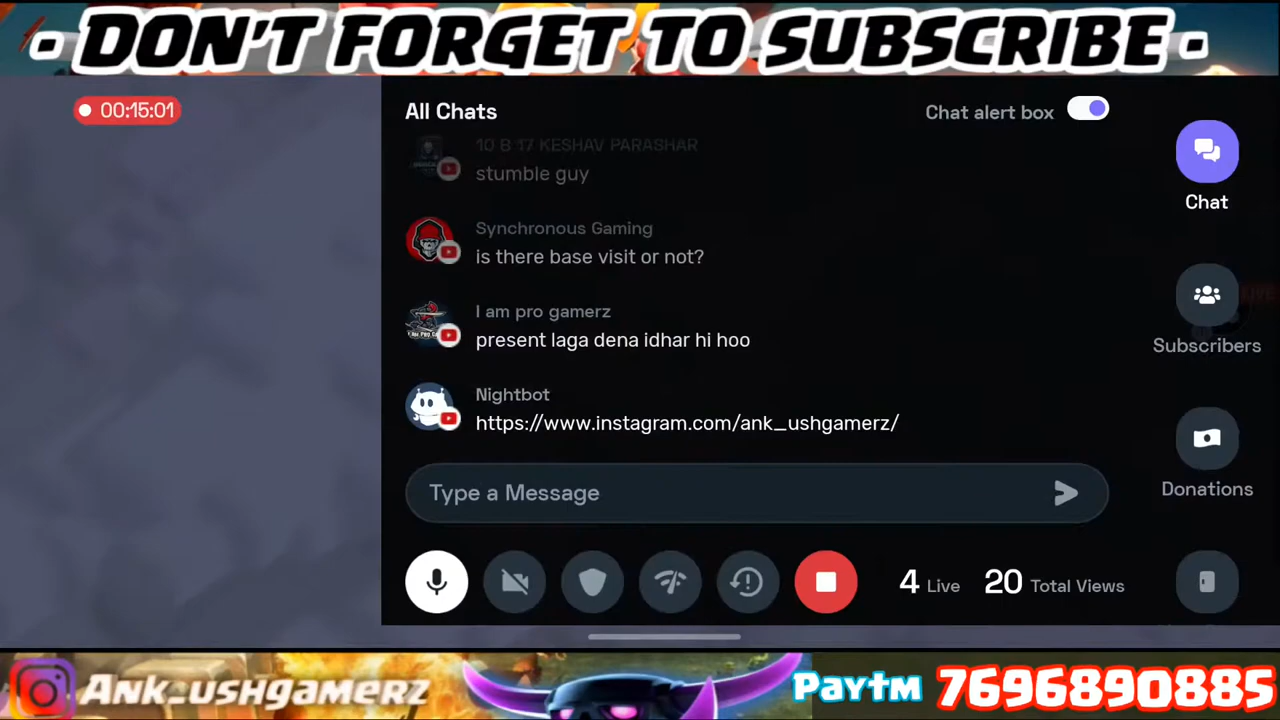 - DON'T FORGET TO SUBSCRIBE -
00:15:01
All Chats
Chat alert box
10 B 17 KESHAV PARASHAR
stumble guy
Synchronous Gaming
is there base visit or not?
I am pro gamerz
present laga dena idhar hi hoo
Nightbot
https://www.instagram.com/ank_ushgamerz/
Type a Message
4 Live 20 Total Views
Chat
Subscribers
Donations
Ank_ushgamerz
Paytm 7696890885